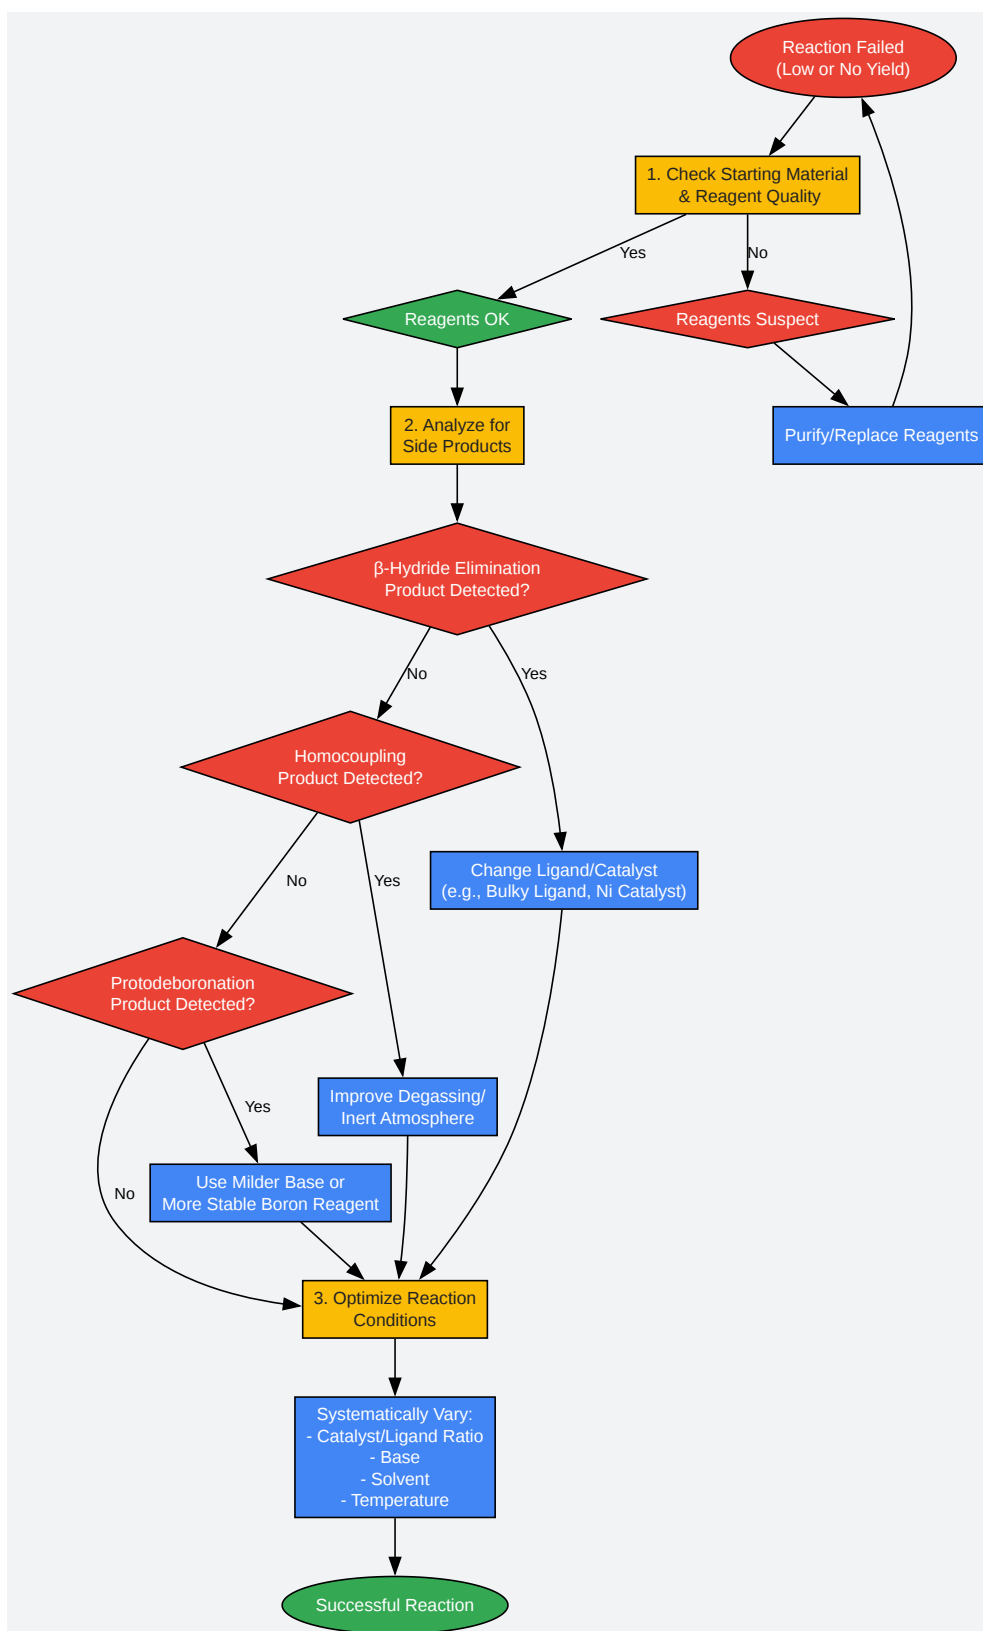 Reaction Failed
(Low or No Yield)
1. Check Starting Material
& Reagent Quality
Yes
No
Reagents OK
Reagents Suspect
2. Analyze for
Side Products
Purify/Replace Reagents
β-Hydride Elimination
Product Detected?
No
Yes
Homocoupling
Product Detected?
No
Yes
Change Ligand/Catalyst
(e.g., Bulky Ligand, Ni Catalyst)
Protodeboronation
Product Detected?
Yes
No
Improve Degassing/
Inert Atmosphere
Use Milder Base or
More Stable Boron Reagent
3. Optimize Reaction
Conditions
Systematically Vary:
- Catalyst/Ligand Ratio
- Base
- Solvent
- Temperature
Successful Reaction